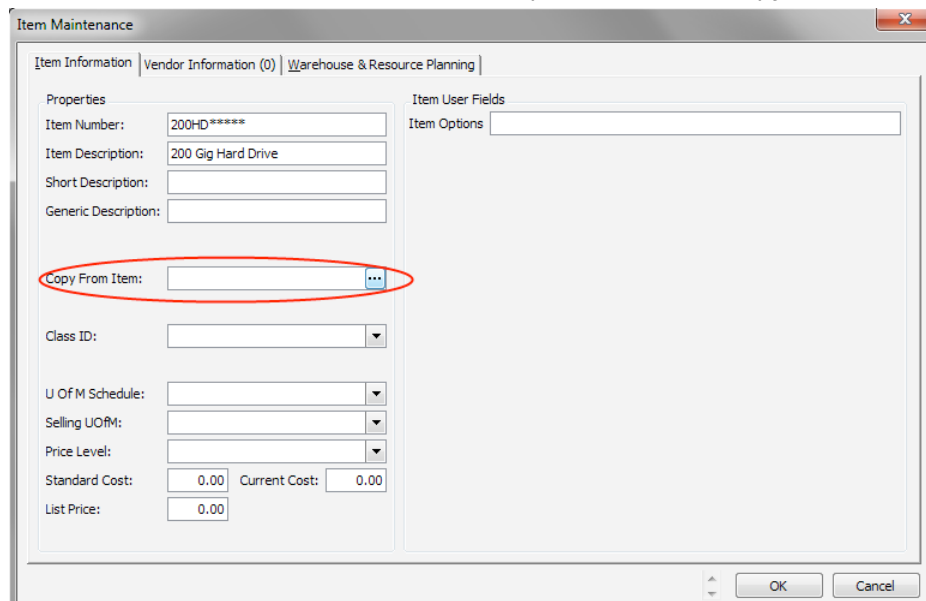 Item Maintenance
Item Information Vendor Information (0) Warehouse & Resource Planning
Properties
Item Number: 200HD*****
Item Description: 200 Gig Hard Drive
Short Description:
Generic Description:
Copy From Item: ...
Class ID:
U Of M Schedule:
Selling UOfM:
Price Level:
Standard Cost: 0.00 Current Cost: 0.00
List Price: 0.00
Item User Fields
Item Options
OK Cancel